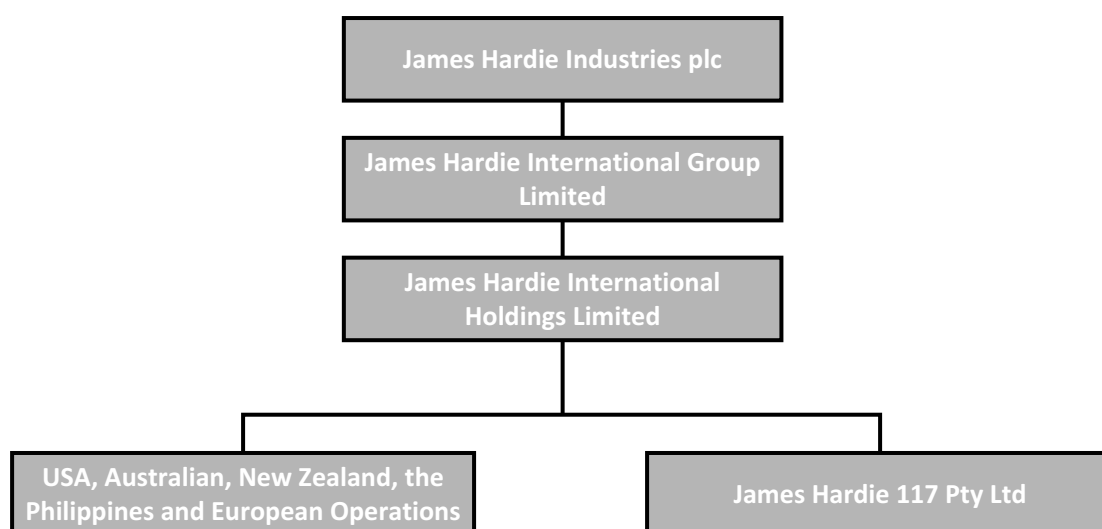 James Hardie Industries plc
James Hardie International Group
Limited
James Hardie International
Holdings Limited
USA, Australian, New Zealand, the
Philippines and European Operations
James Hardie 117 Pty Ltd